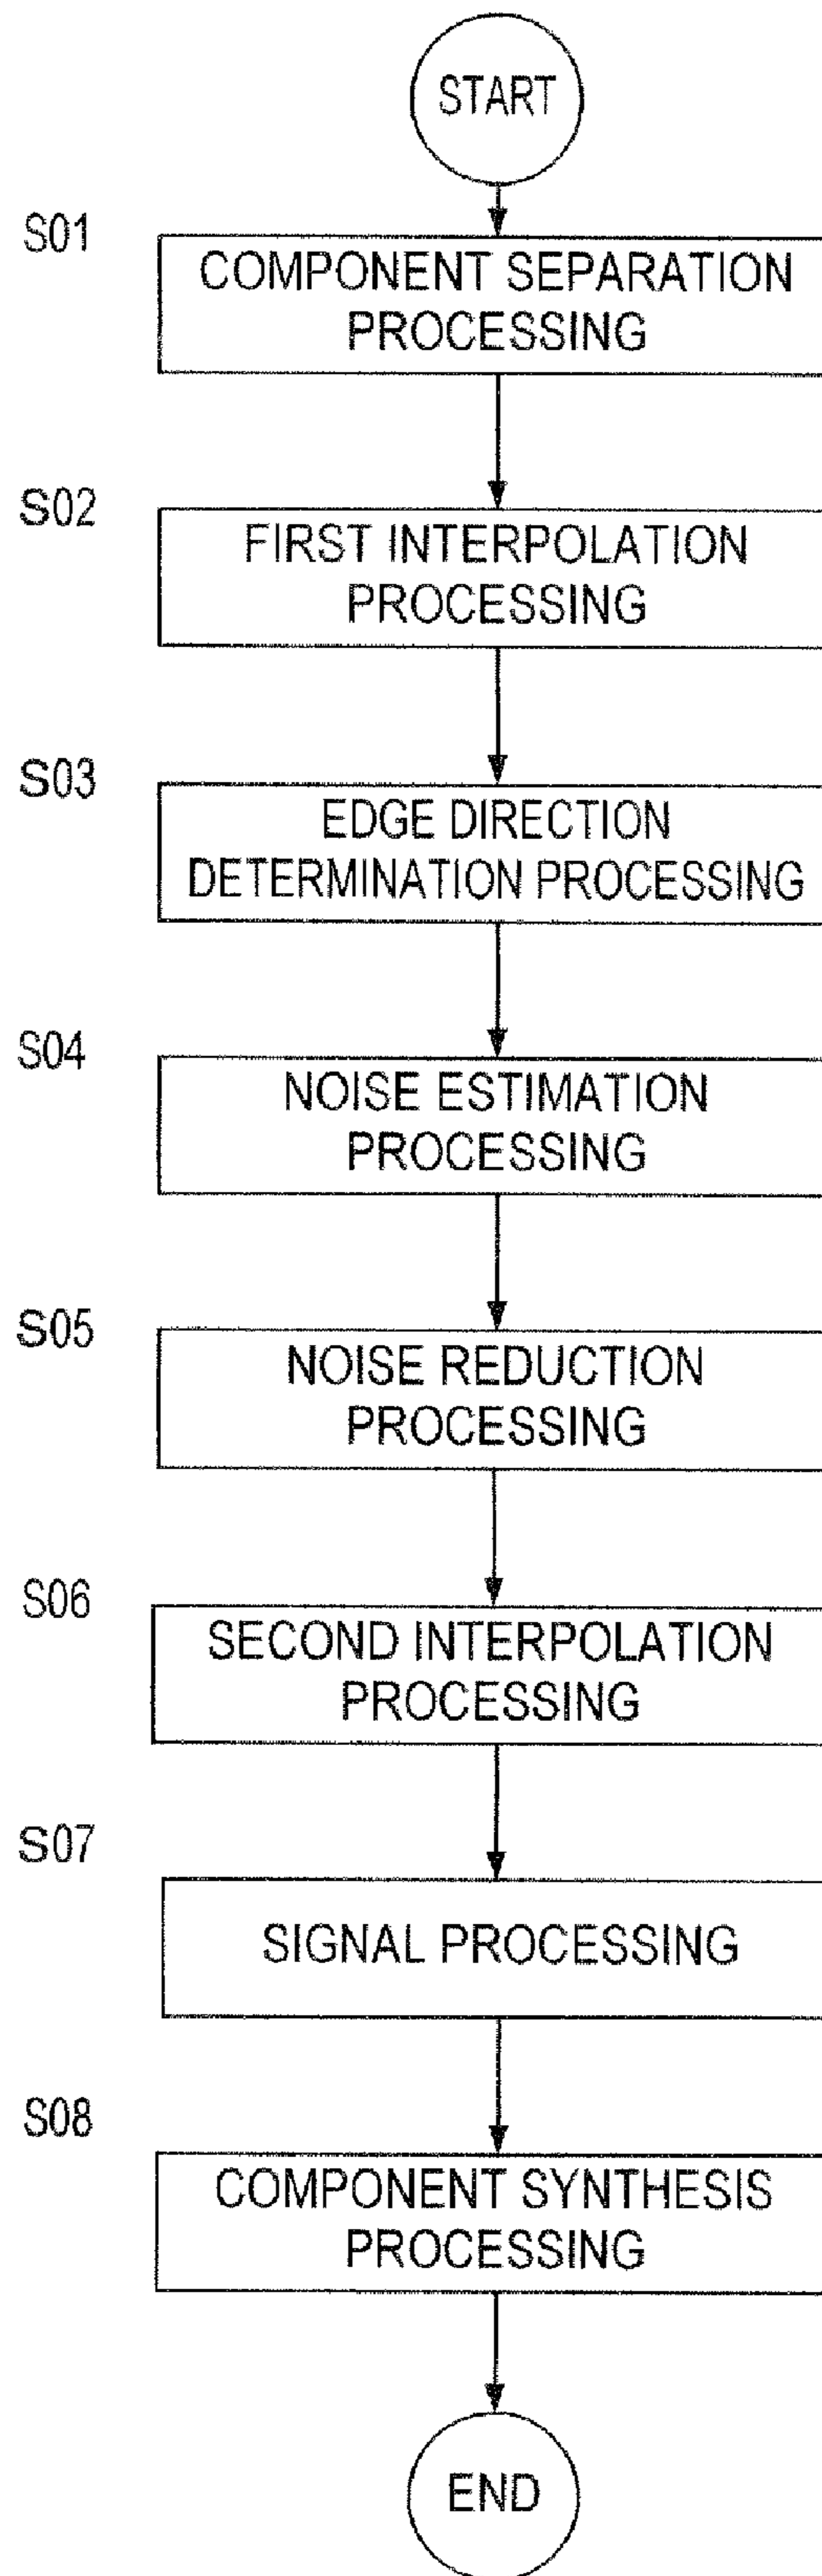 START
S01
COMPONENT SEPARATION
PROCESSING
S02
FIRST INTERPOLATION
PROCESSING
S03
EDGE DIRECTION
DETERMINATION PROCESSING
S04
NOISE ESTIMATION
PROCESSING
S05
NOISE REDUCTION
PROCESSING
S06
SECOND INTERPOLATION
PROCESSING
S07
SIGNAL PROCESSING
S08
COMPONENT SYNTHESIS
PROCESSING
END